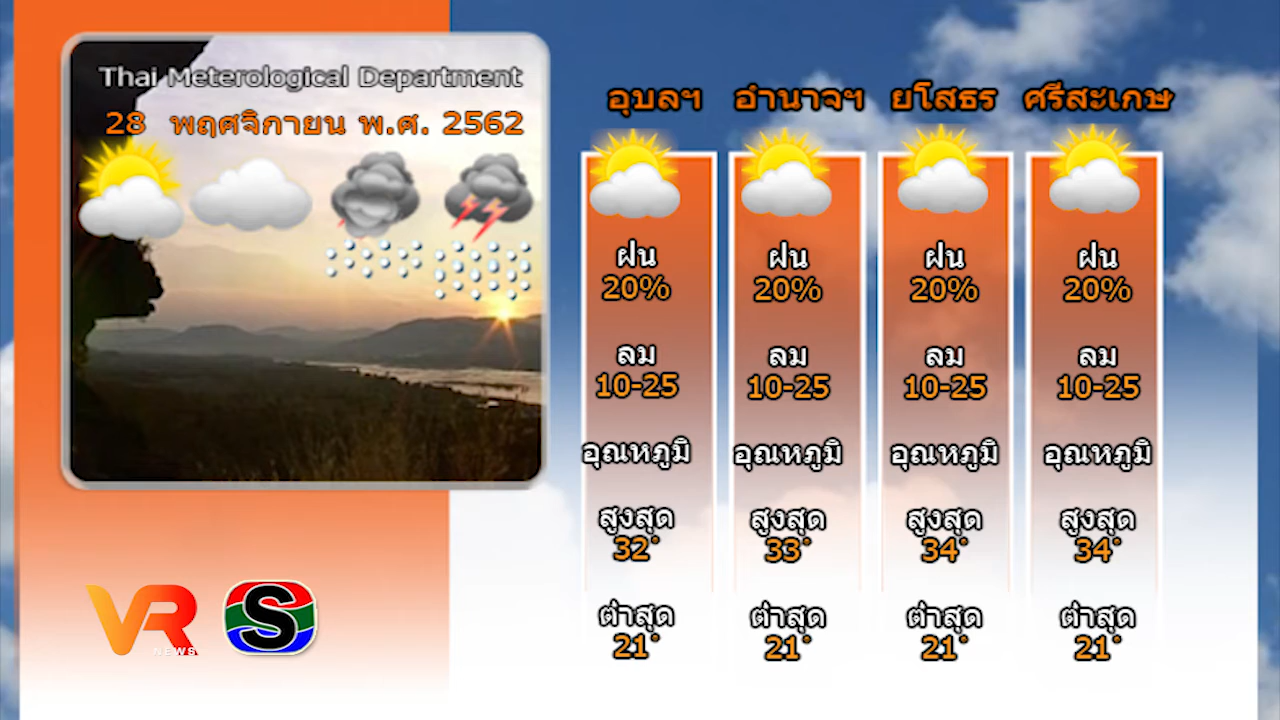 Thai Meterological Department
28 พฤศจิกายน พ.ศ. 2562
อุบลฯ อำนาจฯ ยโสธร ศรีสะเกษ
ฝน ฝน ฝน ฝน
20% 20% 20% 20%
ลม ลม ลม ลม
10-25 10-25 10-25 10-25
อุณหภูมิ อุณหภูมิ อุณหภูมิ อุณหภูมิ
สูงสุด สูงสุด สูงสุด สูงสุด
32° 33° 34° 34°
ต่ำสุด ต่ำสุด ต่ำสุด ต่ำสุด
21° 21° 21° 21°
VR S
NEWS